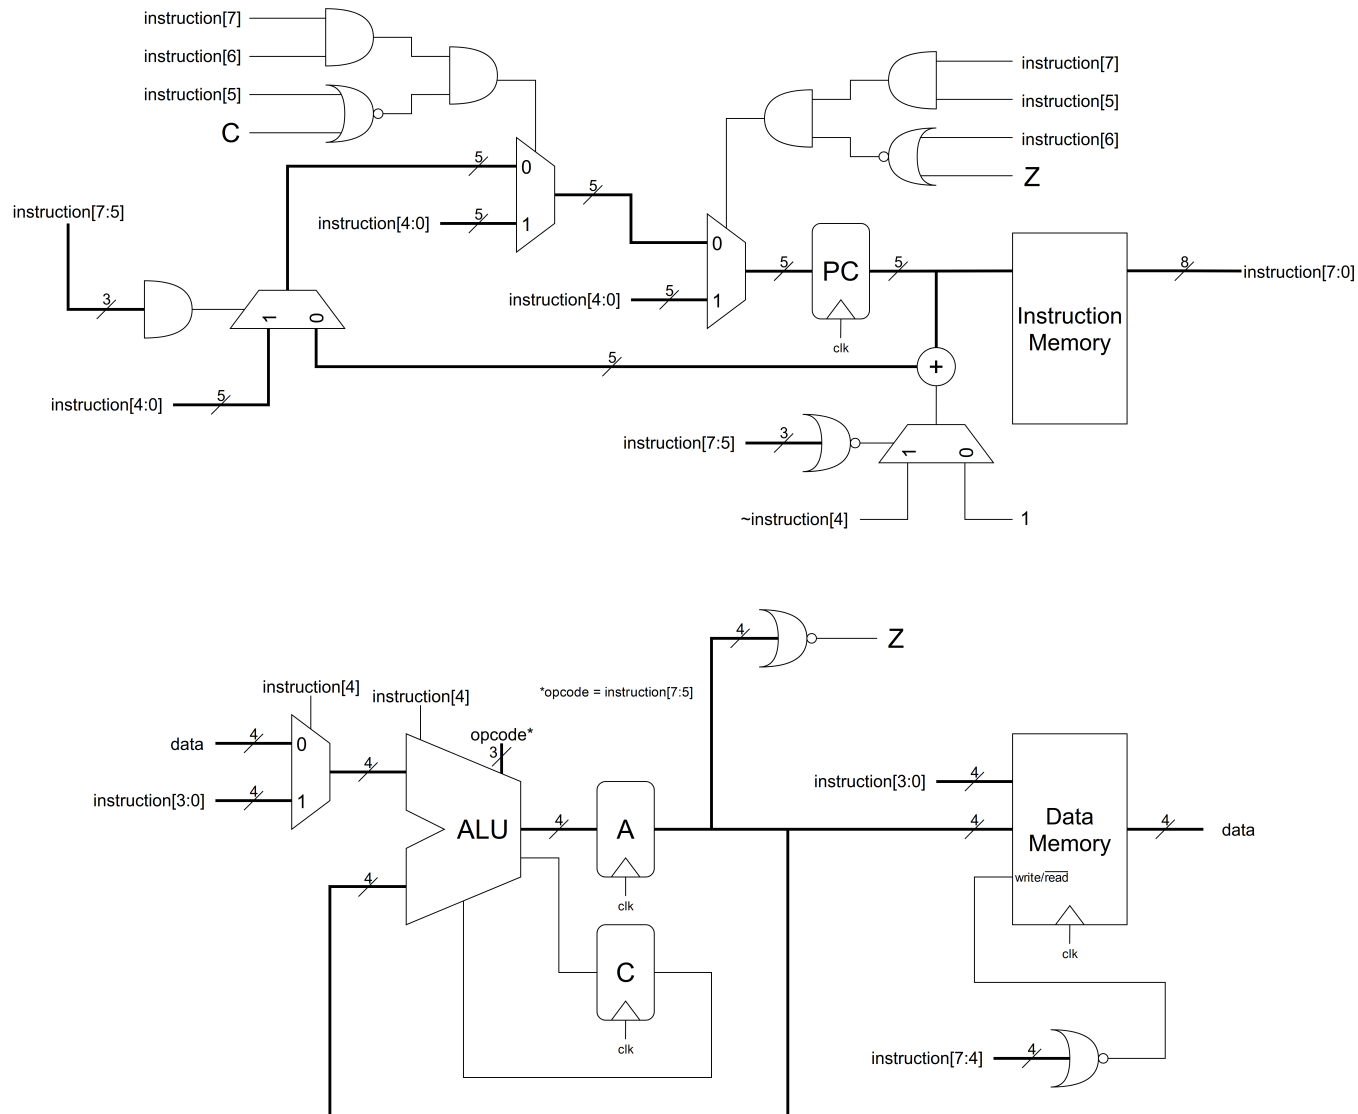 instruction[7]
instruction[6]
instruction[5]
C
instruction[7]
instruction[5]
instruction[6]
Z
5
0
5
instruction[4:0]
5
1
instruction[7:5]
3
1
0
instruction[4:0]
5
0
5
PC
5
clk
instruction[4:0]
5
1
Instruction
Memory
8
instruction[7:0]
5
+
instruction[7:5]
3
1
0
~instruction[4]
1
4
Z
*opcode = instruction[7:5]
instruction[4]
instruction[4]
opcode*
3
data
4
0
4
instruction[3:0]
4
1
ALU
4
4
A
clk
C
clk
instruction[3:0]
4
4
Data
Memory
write/read
clk
4
data
instruction[7:4]
4